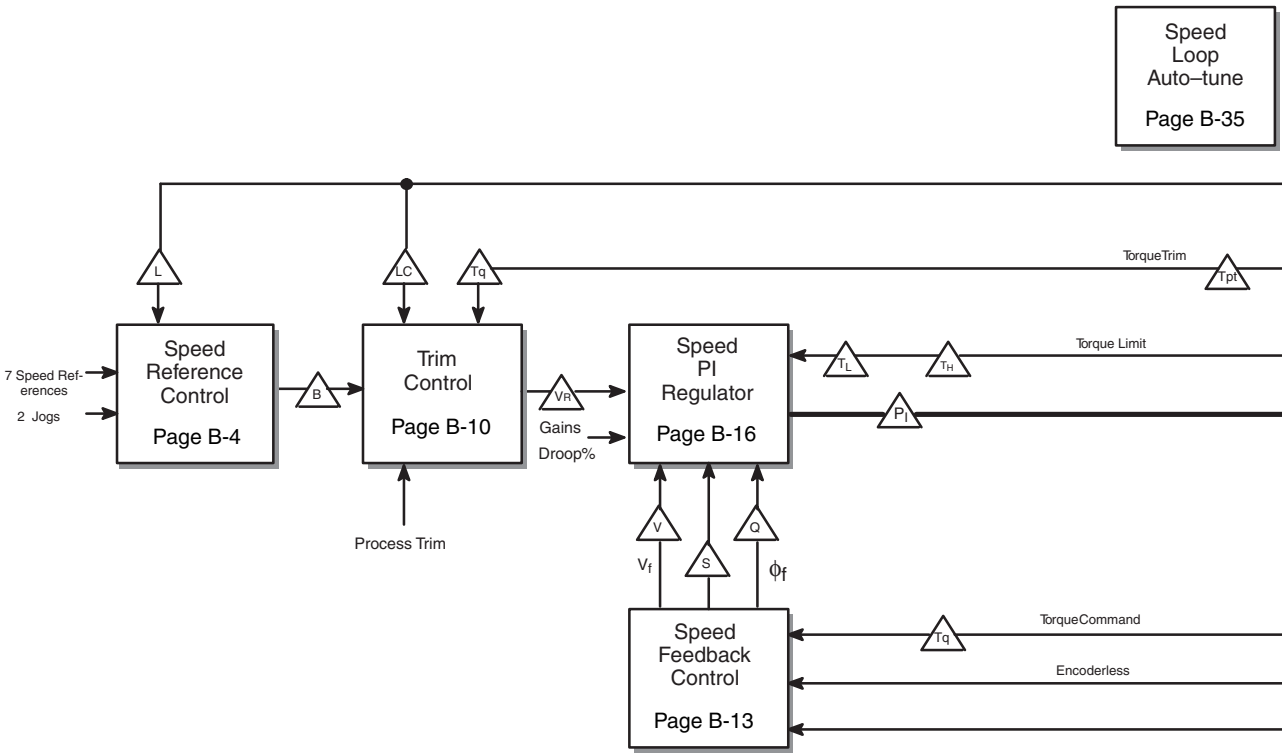 Speed
Loop
Auto–tune
Page B-35
L
LC
Tq
TorqueTrim
Tpt
7 Speed Ref-
erences
2 Jogs
Speed
Reference
Control
Page B-4
B
Trim
Control
Page B-10
VR
Gains
Droop%
Speed
PI
Regulator
Page B-16
TL
TH
Torque Limit
PI
Process Trim
V
S
Q
Vf
ϕf
Speed
Feedback
Control
Page B-13
TorqueCommand
Tq
Encoderless